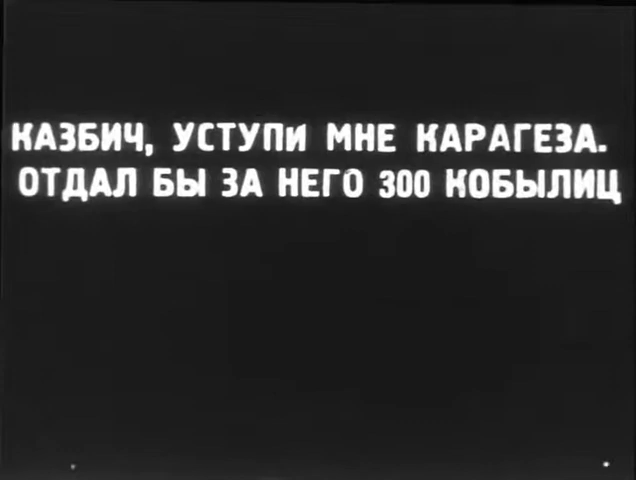 КАЗБИЧ, УСТУПИ МНЕ КАРАГЕЗА.
ОТДАЛ БЫ ЗА НЕГО 300 КОБЫЛИЦ